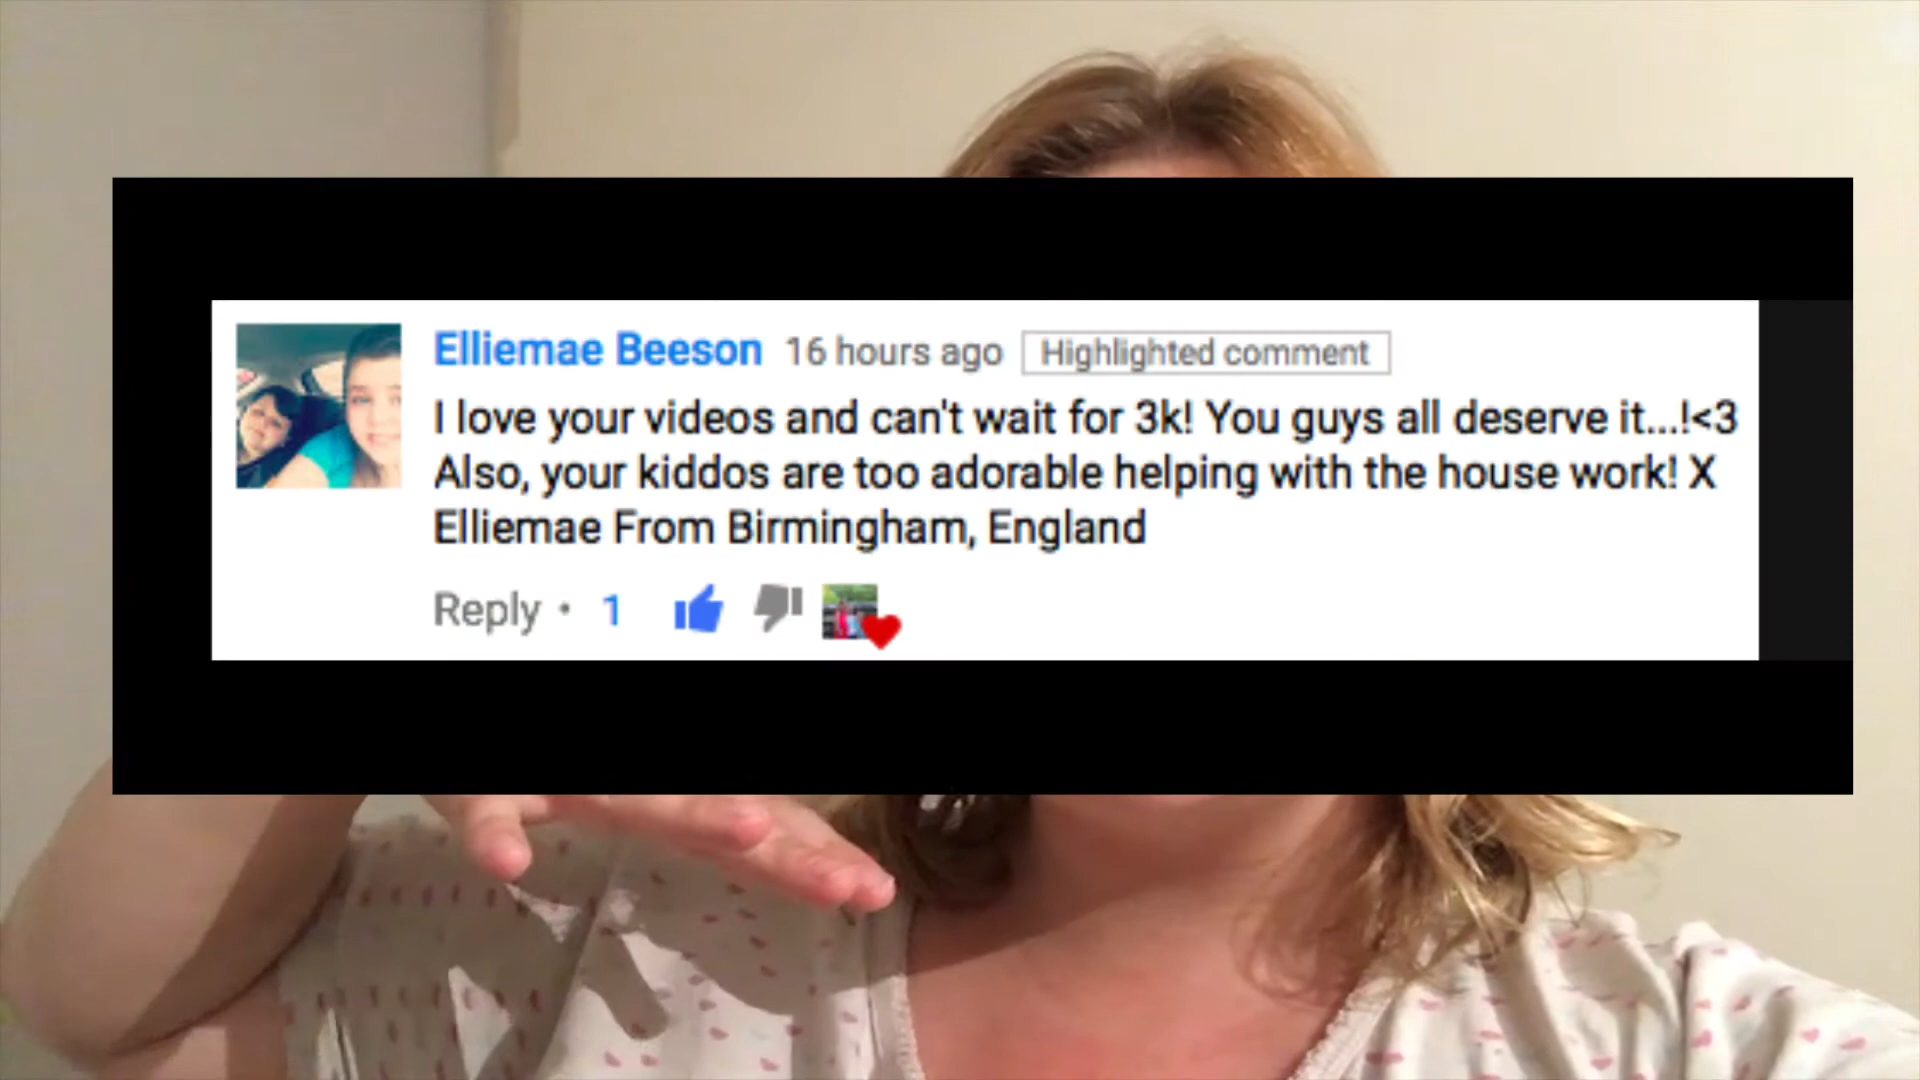 Elliemae Beeson 16 hours ago Highlighted comment
I love your videos and can't wait for 3k! You guys all deserve it...!<3
Also, your kiddos are too adorable helping with the house work! X
Elliemae From Birmingham, England
Reply • 1